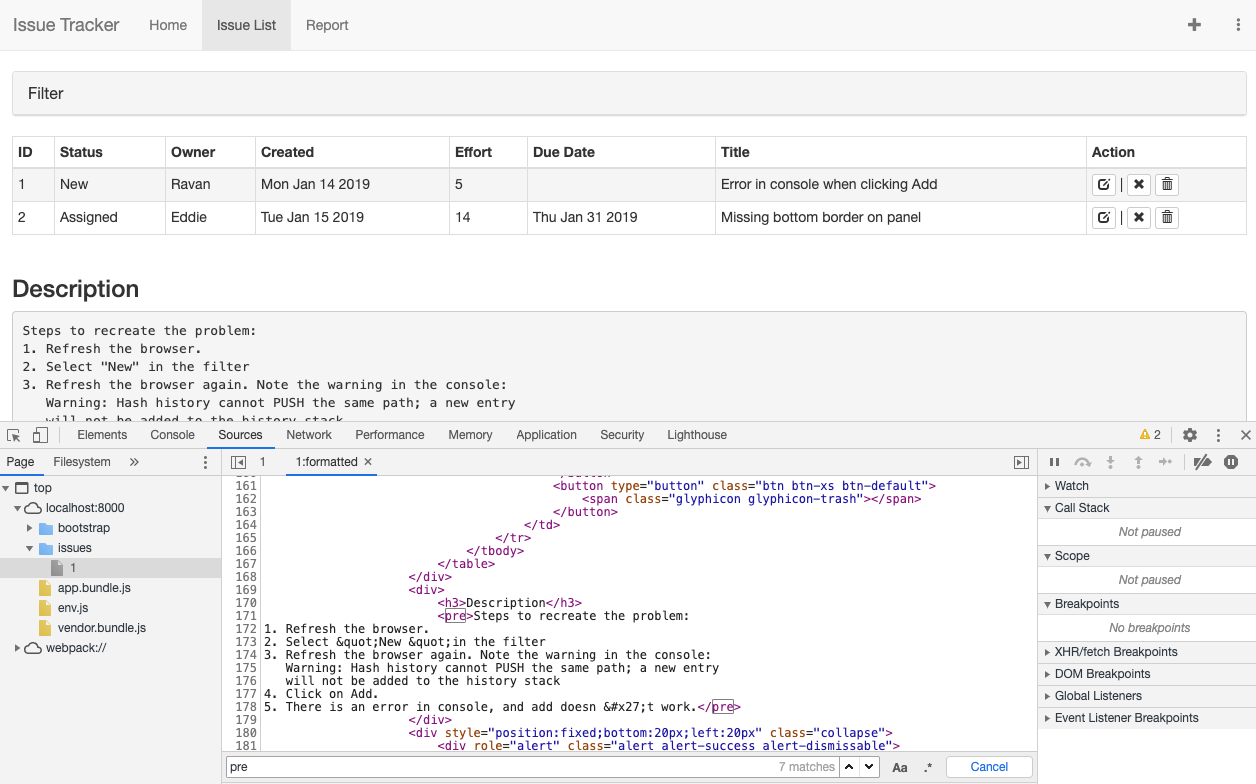 Issue Tracker Home Issue List Report
Filter
ID Status Owner Created Effort Due Date Title Action
1 New Ravan Mon Jan 14 2019 5 Error in console when clicking Add |
2 Assigned Eddie Tue Jan 15 2019 14 Thu Jan 31 2019 Missing bottom border on panel |
Description
Steps to recreate the problem:
1. Refresh the browser.
2. Select "New" in the filter
3. Refresh the browser again. Note the warning in the console:
Warning: Hash history cannot PUSH the same path; a new entry
will not be added to the history stack
Elements Console Sources Network Performance Memory Application Security Lighthouse 2
Page Filesystem » 1 1:formatted ×
top
localhost:8000
bootstrap
issues
1
app.bundle.js
env.js
vendor.bundle.js
webpack://
161 <button type="button" class="btn btn-xs btn-default">
162 <span class="glyphicon glyphicon-trash"></span>
163 </button>
164 </td>
165 </tr>
166 </tbody>
167 </table>
168 </div>
169 <div>
170 <h3>Description</h3>
171 <pre>Steps to recreate the problem:
172 1. Refresh the browser.
173 2. Select &quot;New &quot;in the filter
174 3. Refresh the browser again. Note the warning in the console:
175 Warning: Hash history cannot PUSH the same path; a new entry
176 will not be added to the history stack
177 4. Click on Add.
178 5. There is an error in console, and add doesn &#x27;t work.</pre>
179 </div>
180 <div style="position:fixed;bottom:20px;left:20px" class="collapse">
181 <div role="alert" class="alert alert-success alert-dismissable">
pre 7 matches Aa .* Cancel
Watch
Call Stack
Not paused
Scope
Not paused
Breakpoints
No breakpoints
XHR/fetch Breakpoints
DOM Breakpoints
Global Listeners
Event Listener Breakpoints